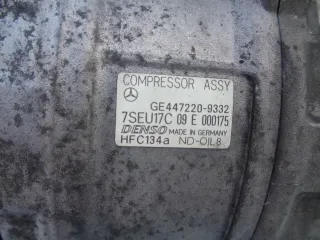 COMPRESSOR ASSY
GE447220-9332
7SEU17C 09 E 000175
DENSO MADE IN GERMANY
HFC134a ND-OIL8